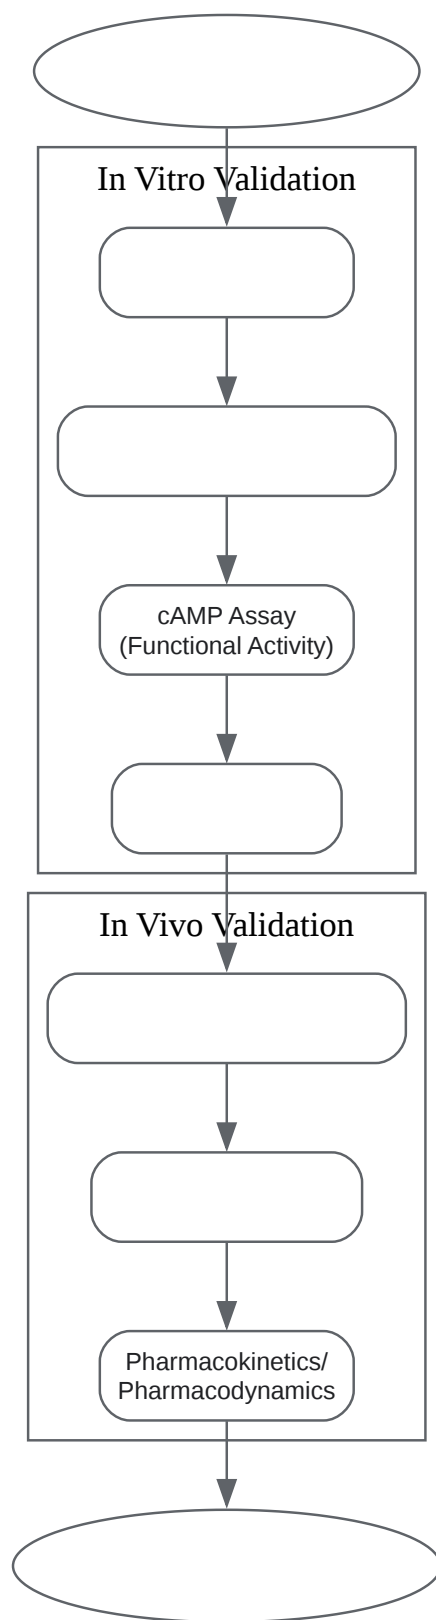 In Vitro Validation
cAMP Assay
(Functional Activity)
In Vivo Validation
Pharmacokinetics/
Pharmacodynamics